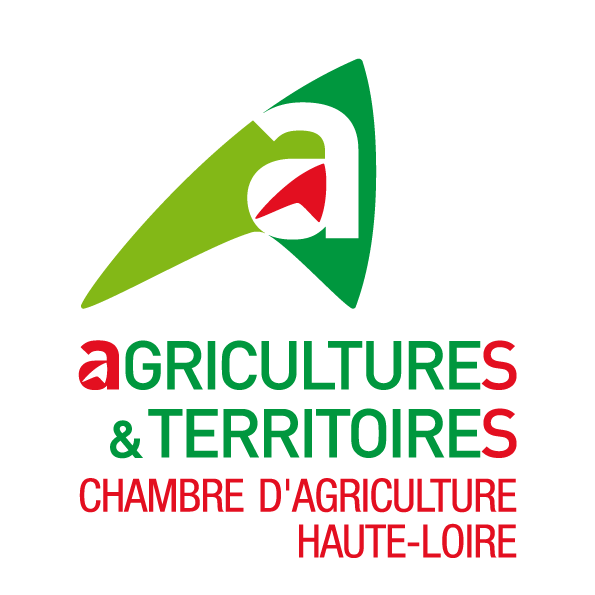 a
aGRICULTURES
& TERRITOIRES
CHAMBRE D'AGRICULTURE
HAUTE-LOIRE